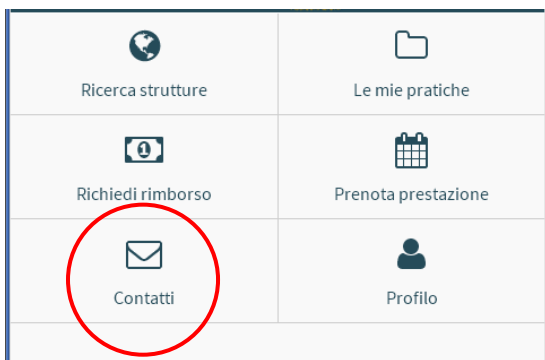 Ricerca strutture
Le mie pratiche
Richiedi rimborso
Prenota prestazione
Contatti
Profilo